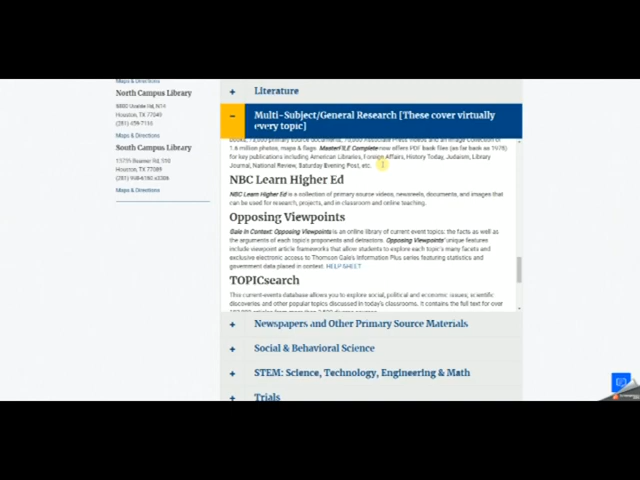 Maps & Directions
North Campus Library
Houston, TX 77049
Maps & Directions
South Campus Library
Houston, TX 77089
Maps & Directions
Literature
Multi-Subject/General Research [These cover virtually
every topic]
1.6 million photos, maps & flags. MasterFILE Complete now offers PDF back files (as far back as 1975)
for key publications including American Libraries, Foreign Affairs, History Today, Judaism, Library
Journal, National Review, Saturday Evening Post, etc.
NBC Learn Higher Ed
NBC Learn Higher Ed is a collection of primary source videos, newsreels, documents, and images that
can be used for research, projects, and in classroom and online teaching.
Opposing Viewpoints
Gale in Context: Opposing Viewpoints is an online library of current event topics: the facts as well as
the arguments of each topic's proponents and detractors. Opposing Viewpoints' unique features
include viewpoint article frameworks that allow students to explore each topic's many facets and
exclusive electronic access to Thomson Gale's Information Plus series featuring statistics and
government data placed in context. HELP SHEET
TOPICsearch
This current-events database allows you to explore social, political and economic issues, scientific
discoveries and other popular topics discussed in today's classrooms. It contains the full text for over
Newspapers and Other Primary Source Materials
Social & Behavioral Science
STEM: Science, Technology, Engineering & Math
Trials